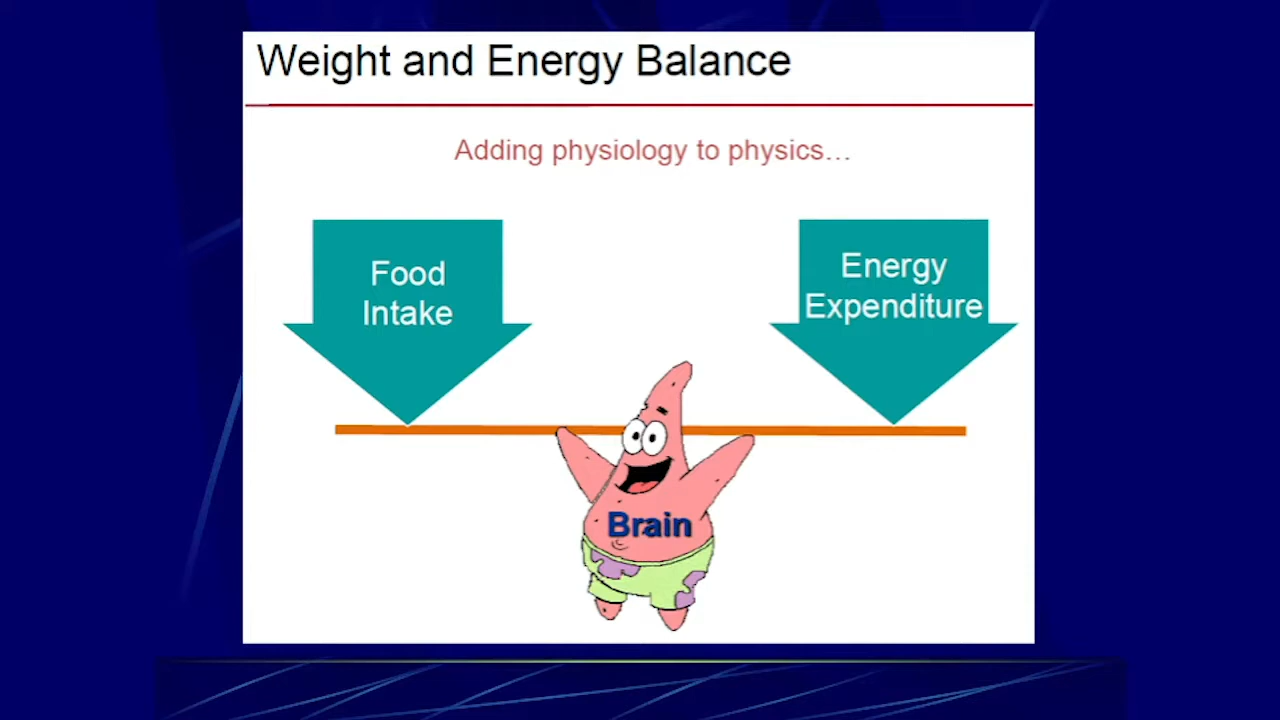 Weight and Energy Balance
Adding physiology to physics…
Food
Intake
Energy
Expenditure
Brain